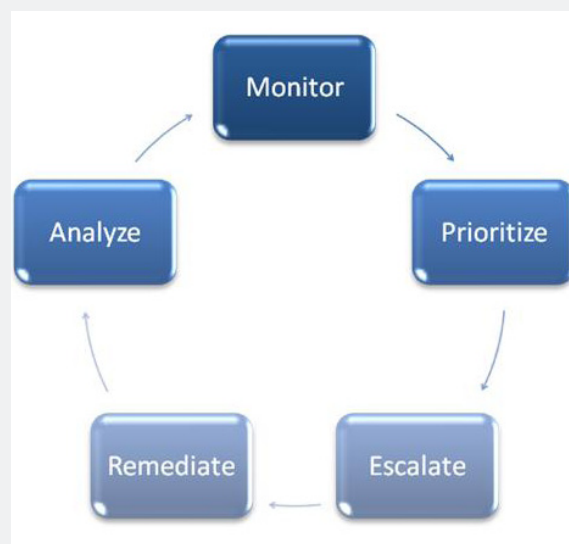 Monitor
Prioritize
Escalate
Remediate
Analyze